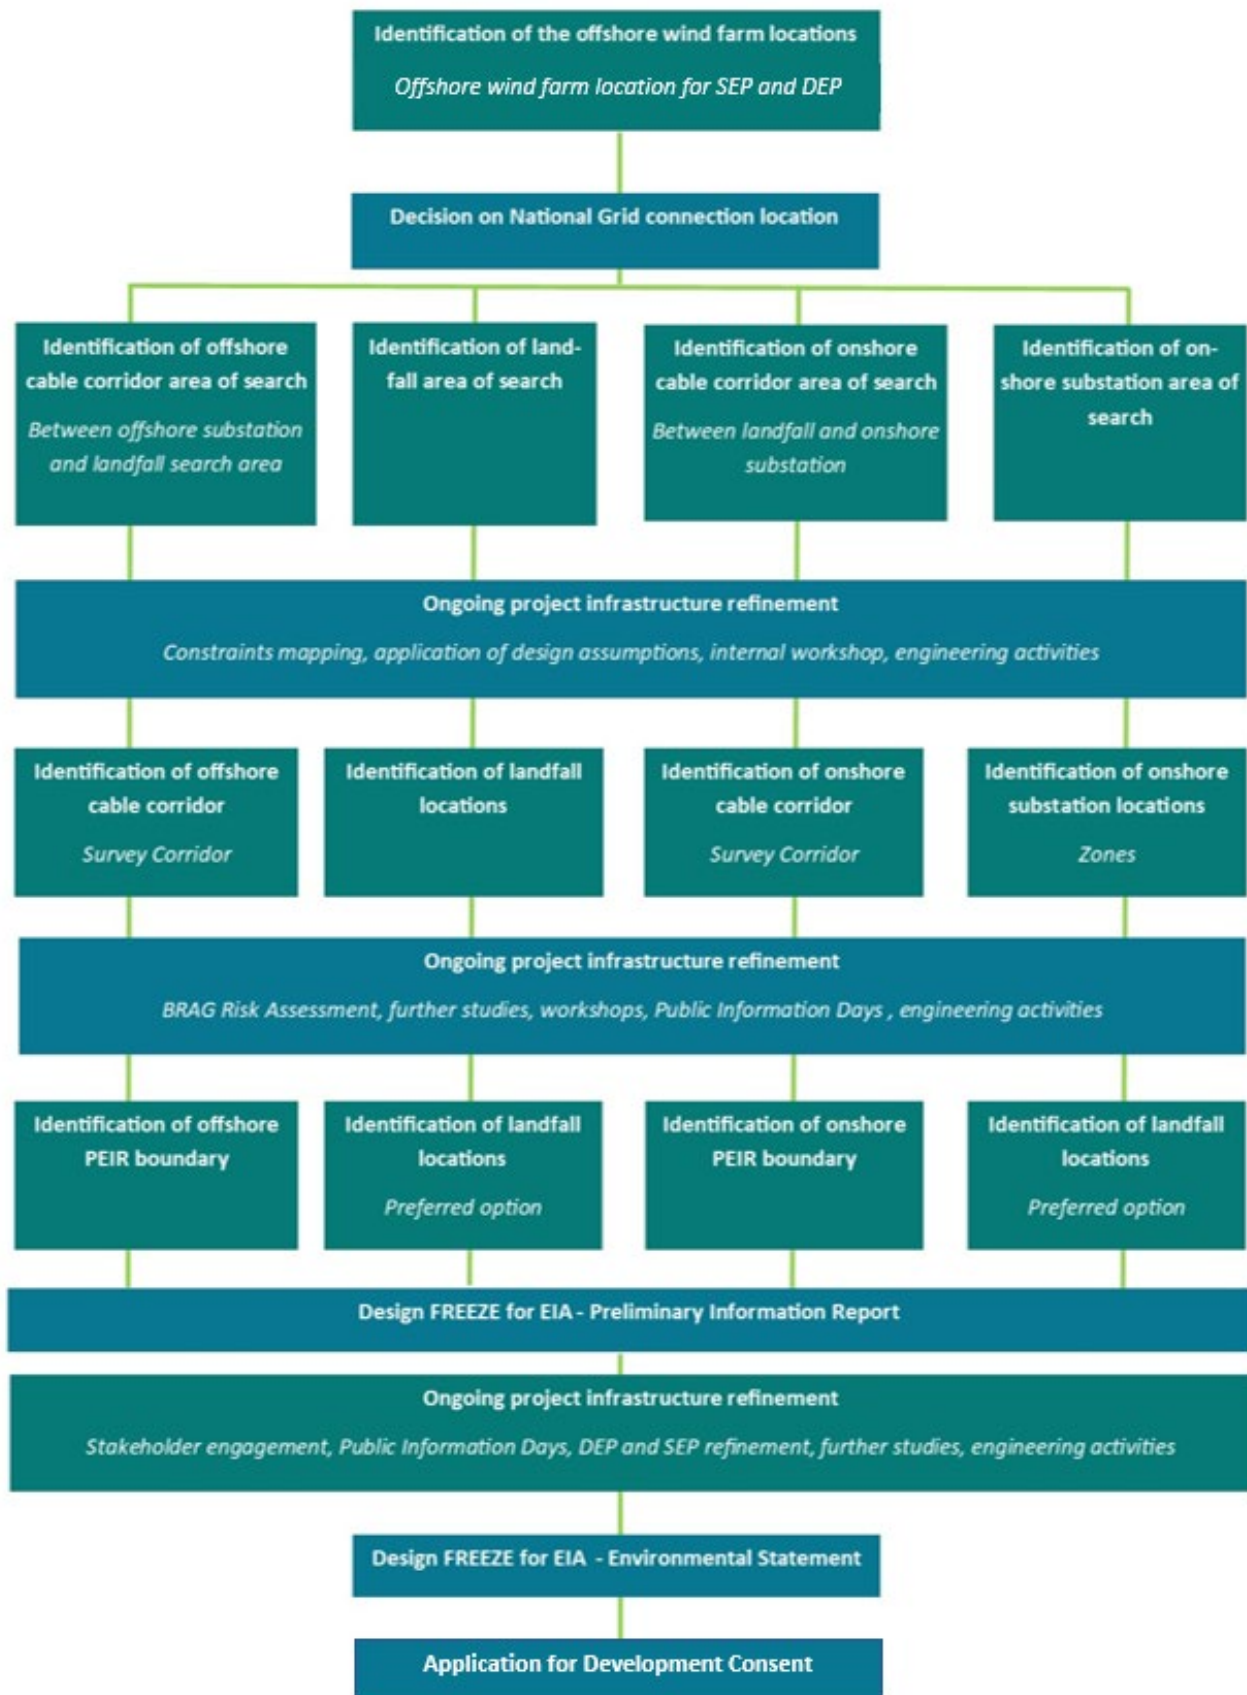 Identification of the offshore wind farm locations
Offshore wind farm location for SEP and DEP
Decision on National Grid connection location
Identification of offshore
cable corridor area of search
Between offshore substation
and landfall search area
Identification of land-
fall area of search
Identification of onshore
cable corridor area of search
Between landfall and onshore
substation
Identification of on-
shore substation area of
search
Ongoing project infrastructure refinement
Constraints mapping, application of design assumptions, internal workshop, engineering activities
Identification of offshore
cable corridor
Survey Corridor
Identification of landfall
locations
Identification of onshore
cable corridor
Survey Corridor
Identification of onshore
substation locations
Zones
Ongoing project infrastructure refinement
BRAG Risk Assessment, further studies, workshops, Public Information Days , engineering activities
Identification of offshore
PEIR boundary
Identification of landfall
locations
Preferred option
Identification of onshore
PEIR boundary
Identification of landfall
locations
Preferred option
Design FREEZE for EIA - Preliminary Information Report
Ongoing project infrastructure refinement
Stakeholder engagement, Public Information Days, DEP and SEP refinement, further studies, engineering activities
Design FREEZE for EIA - Environmental Statement
Application for Development Consent